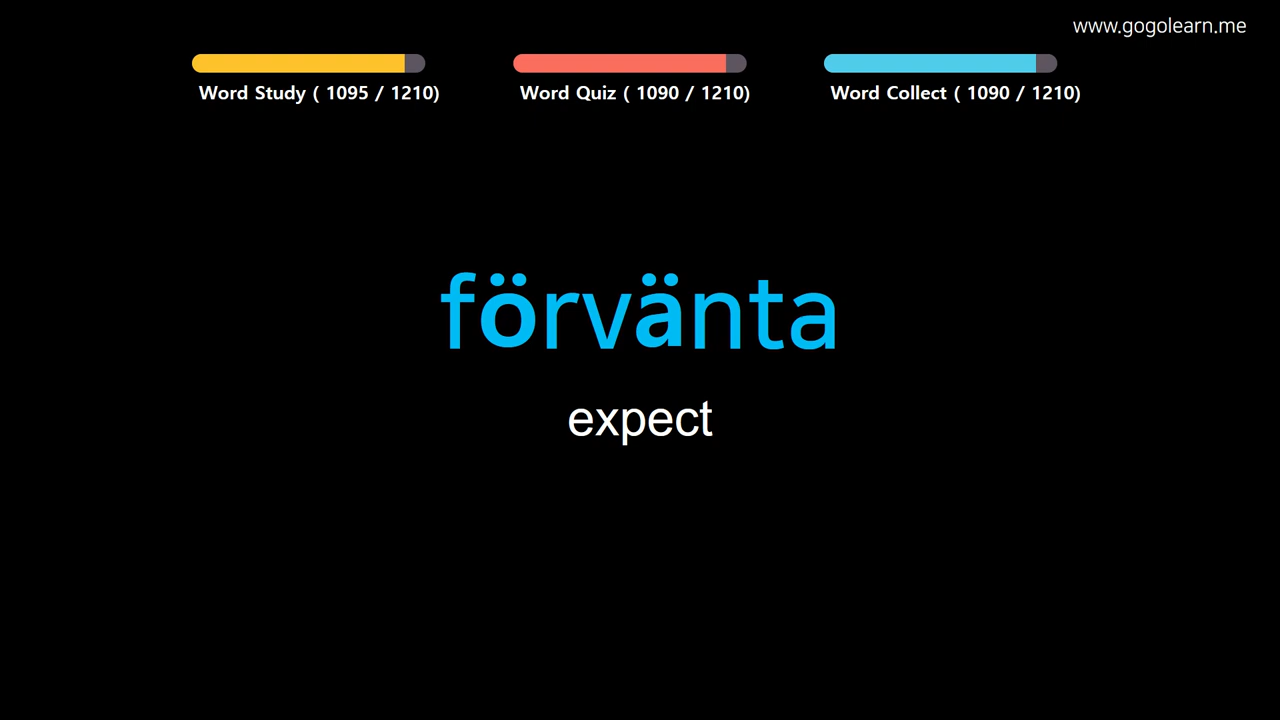 www.gogolearn.me
Word Study ( 1095 / 1210)
Word Quiz ( 1090 / 1210)
Word Collect ( 1090 / 1210)
förvänta
expect